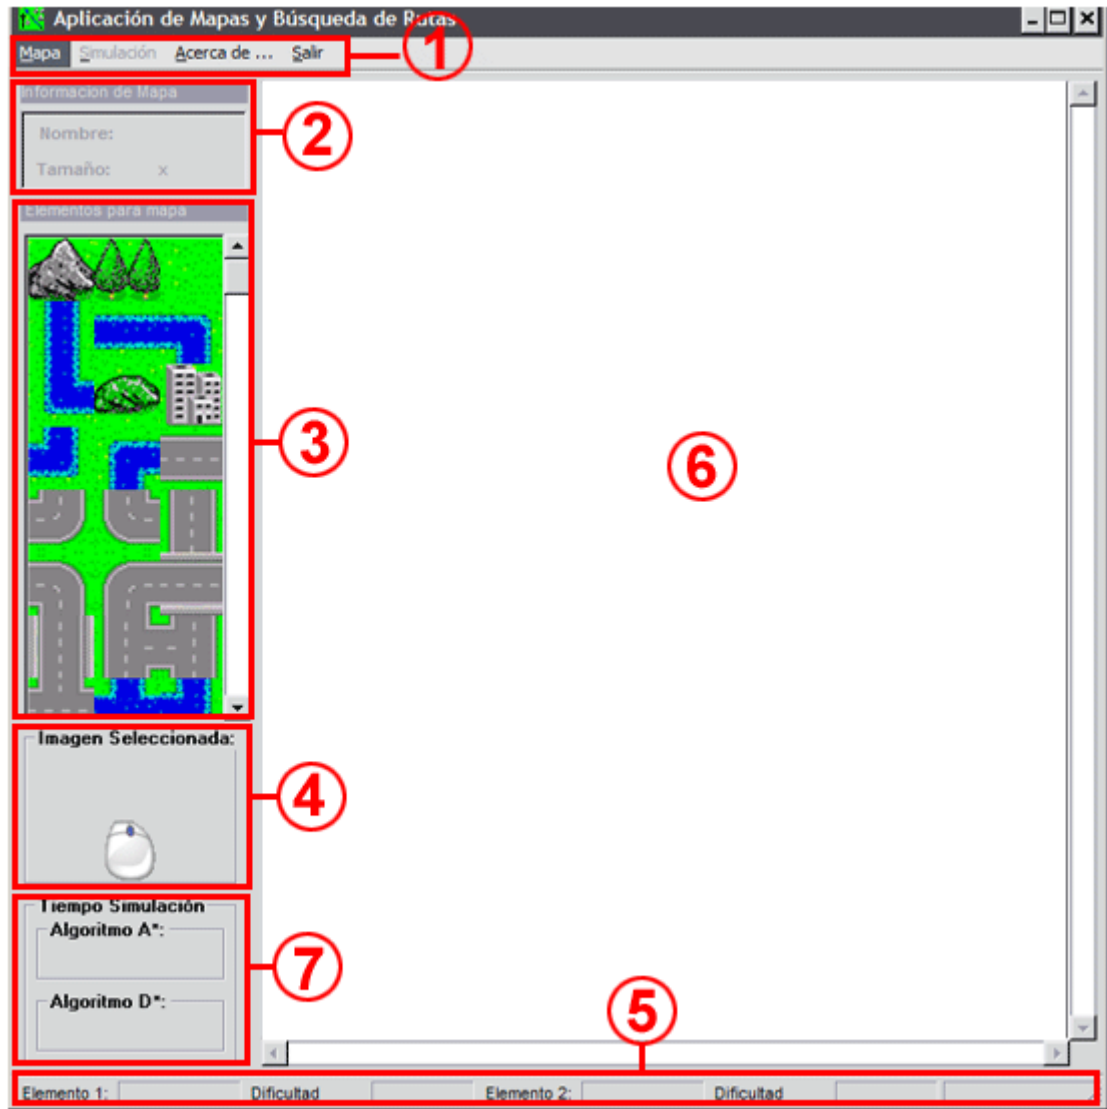 Aplicación de Mapas y Búsqueda de Rutas
Mapa Simulación Acerca de ... Salir
1
Información de Mapa
Nombre:
Tamaño: x
2
Elementos para mapa
3
6
Imagen Seleccionada:
4
Tiempo Simulación
Algoritmo A*:
7
Algoritmo D*:
5
Elemento 1: Dificultad Elemento 2: Dificultad